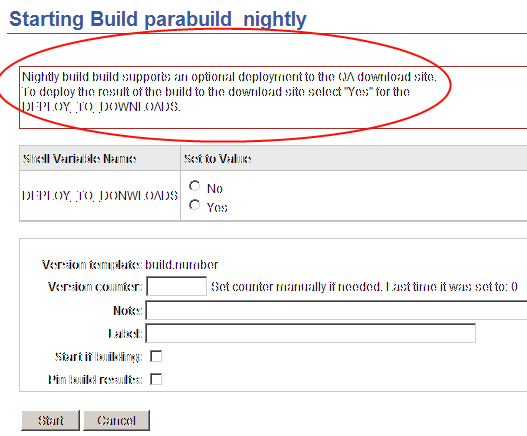 Starting Build parabuild_nightly
Nightly build build supports an optional deployment to the QA download site.
To deploy the result of the build to the download site select "Yes" for the
DEPLOY_TO_DOWNLOADS.
Shell Variable Name Set to Value
DEPLOY_TO_DONWLOADS No
Yes
Version template: build.number
Version counter: Set counter manually if needed. Last time it was set to: 0
Note:
Label:
Start if building:
Pin build results:
Start Cancel